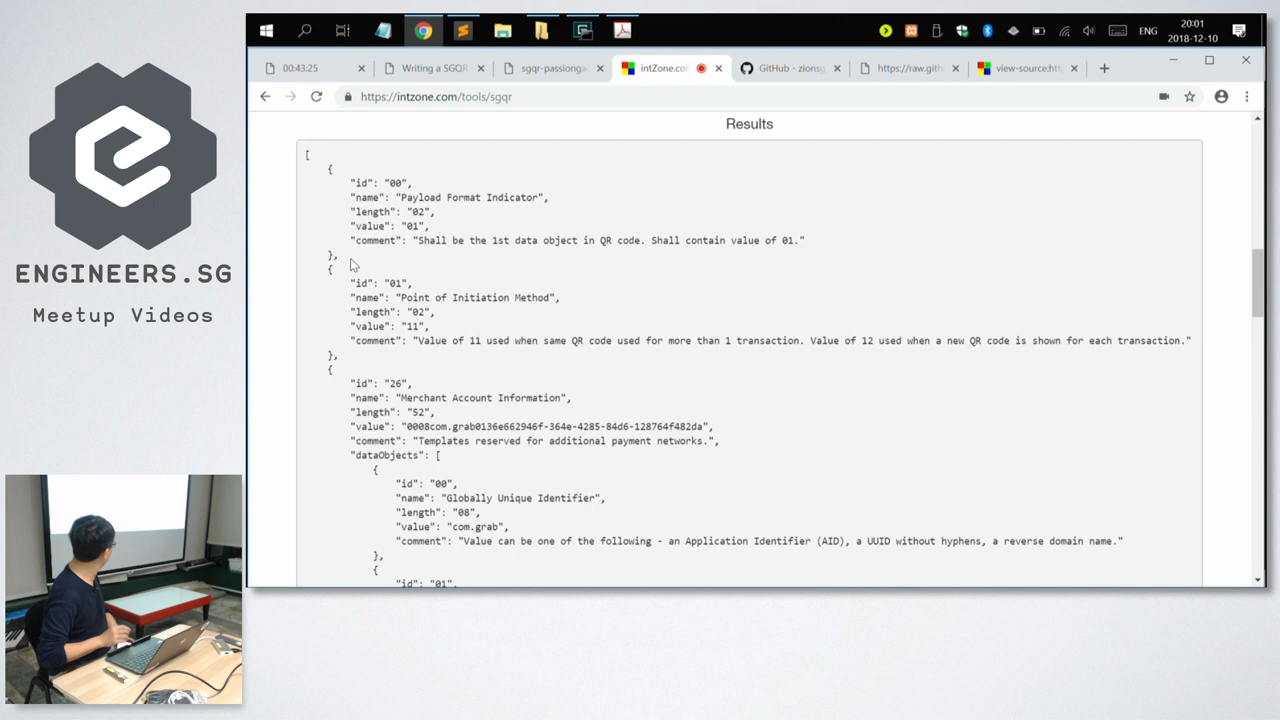 ENGINEERS.SG
Meetup Videos
20:01
ENG
2018-12-10
00:43:25
Writing a SGQR
sgqr-passionga
intZone.co
GitHub - zions
https://raw.gith
view-source:htt
https://intzone.com/tools/sgqr
Results
[
{
"id": "00",
"name": "Payload Format Indicator",
"length": "02",
"value": "01",
"comment": "Shall be the 1st data object in QR code. Shall contain value of 01."
},
{
"id": "01",
"name": "Point of Initiation Method",
"length": "02",
"value": "11",
"comment": "Value of 11 used when same QR code used for more than 1 transaction. Value of 12 used when a new QR code is shown for each transaction."
},
{
"id": "26",
"name": "Merchant Account Information",
"length": "52",
"value": "0008com.grab0136e662946f-364e-4285-84d6-128764f482da",
"comment": "Templates reserved for additional payment networks.",
"dataObjects": [
{
"id": "00",
"name": "Globally Unique Identifier",
"length": "08",
"value": "com.grab",
"comment": "Value can be one of the following - an Application Identifier (AID), a UUID without hyphens, a reverse domain name."
},
{
"id": "01",